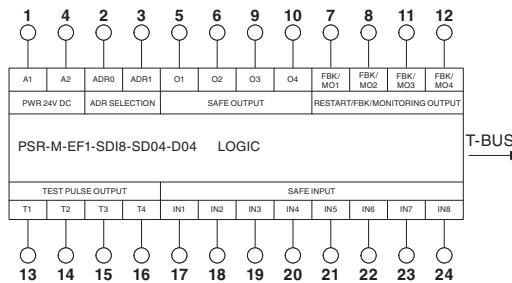 1 4 2 3 5 6 9 10 7 8 11 12
A1 A2 ADR0 ADR1 O1 O2 O3 O4 FBK/MO1 FBK/MO2 FBK/MO3 FBK/MO4
PWR 24V DC ADR SELECTION SAFE OUTPUT RESTART/FBK/MONITORING OUTPUT
PSR-M-EF1-SDI8-SD04-D04 LOGIC
T-BUS
TEST PULSE OUTPUT SAFE INPUT
T1 T2 T3 T4 IN1 IN2 IN3 IN4 IN5 IN6 IN7 IN8
13 14 15 16 17 18 19 20 21 22 23 24